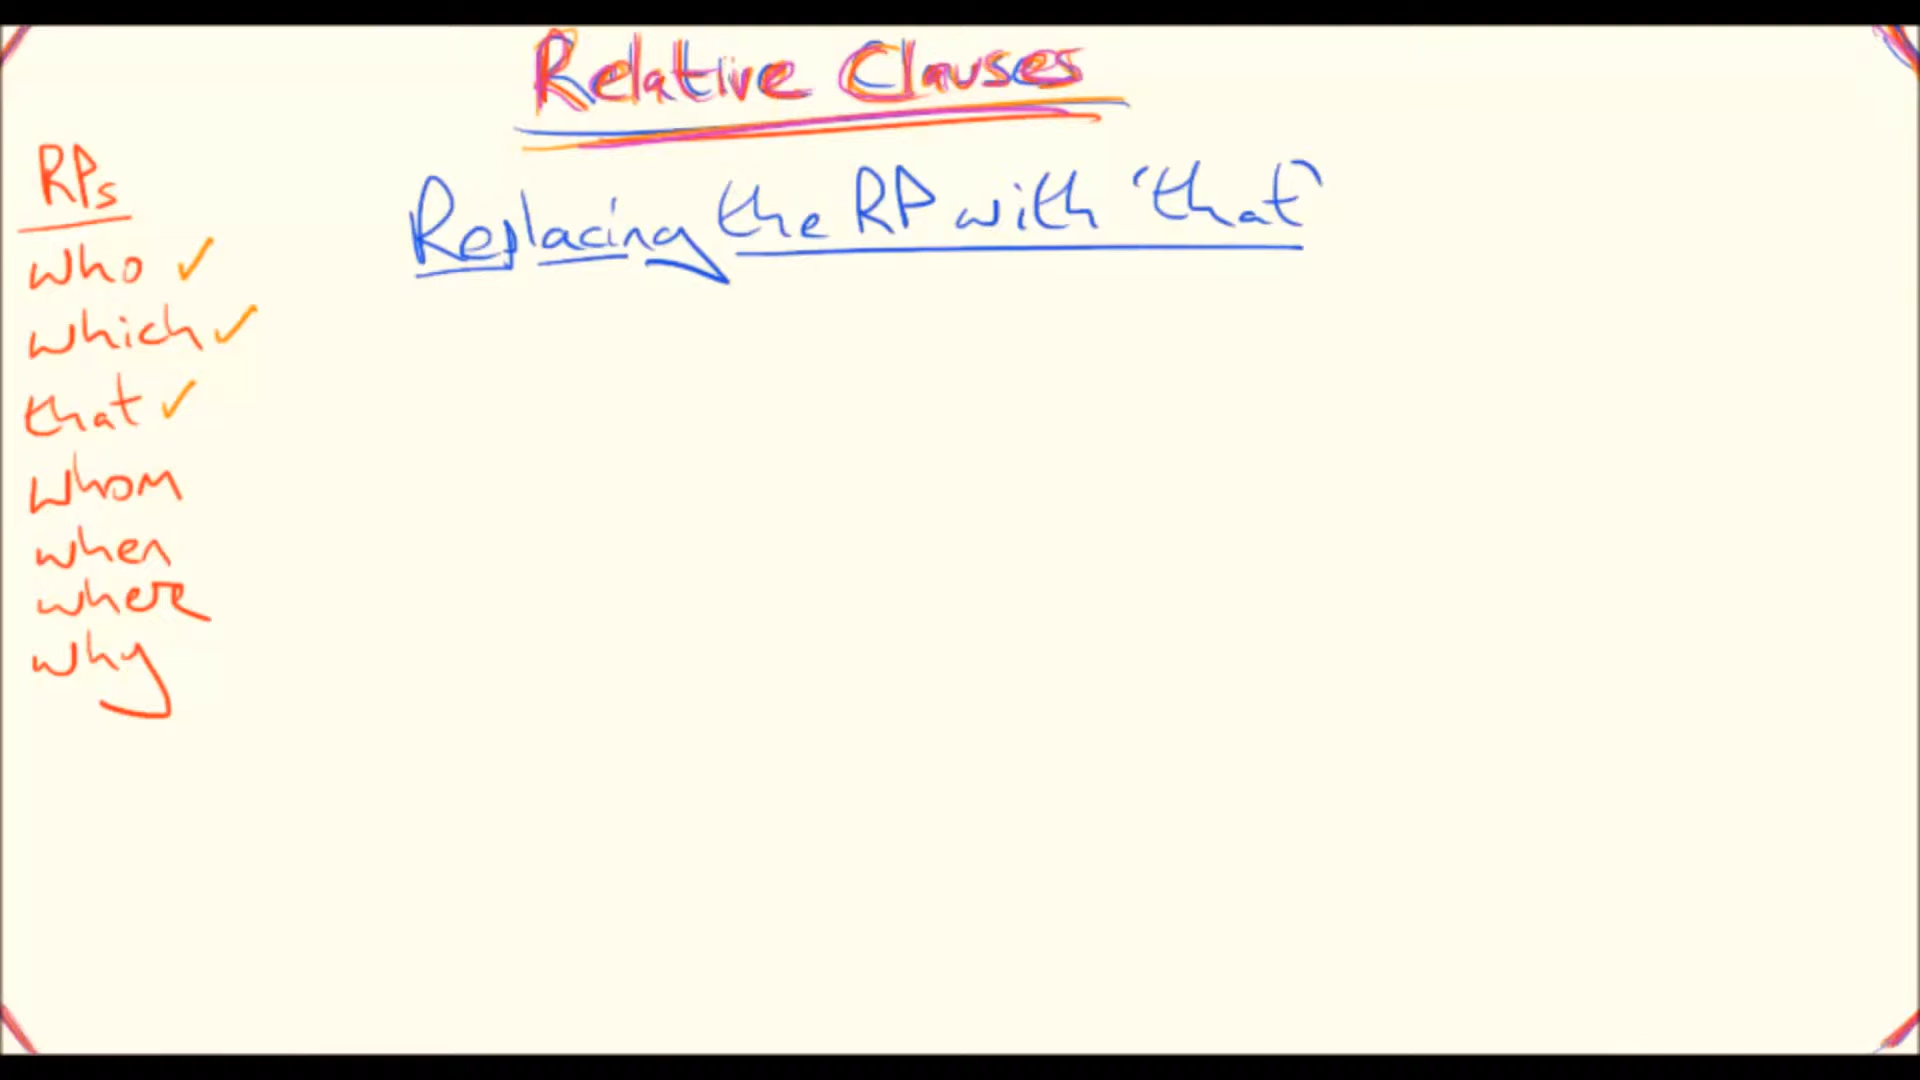 Relative Clauses
Replacing the RP with 'that'
RPs
who ✓
which ✓
that ✓
whom
when
where
why